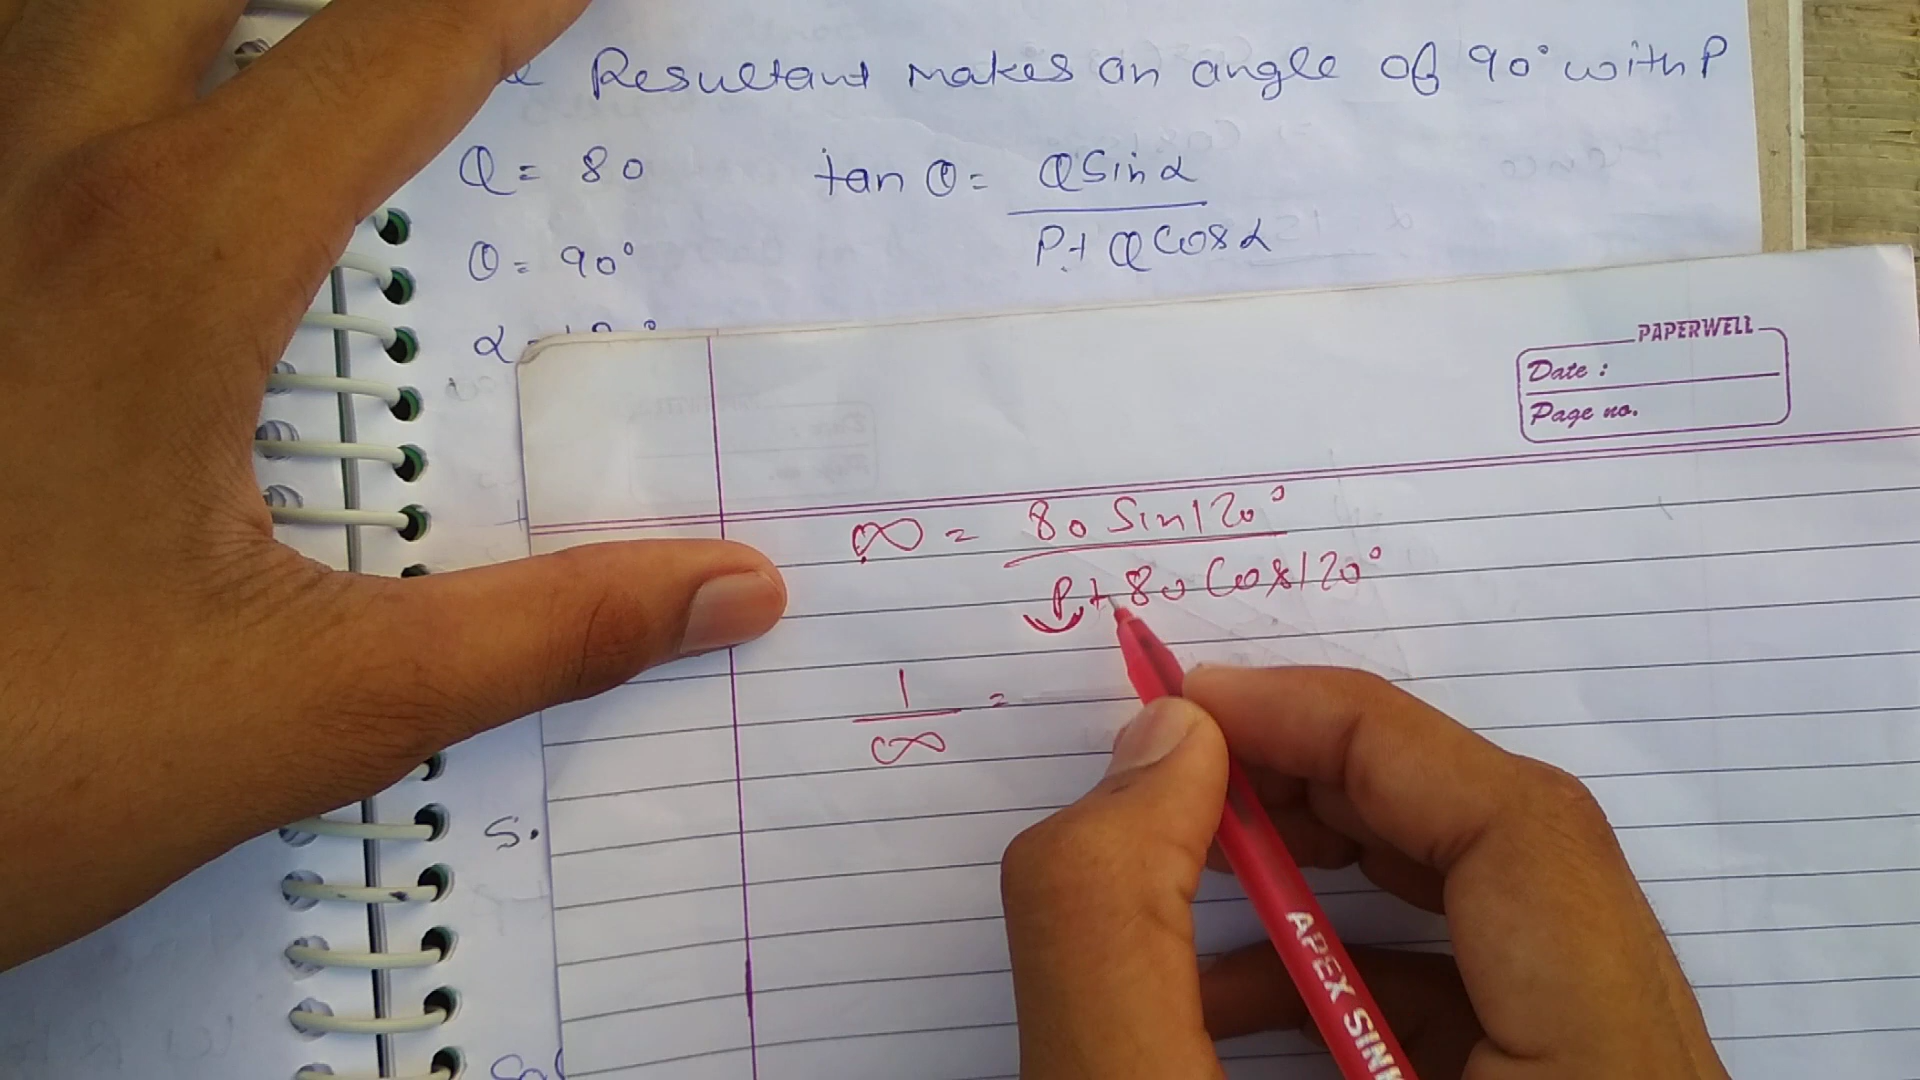 Resultant makes an angle of 90° with P
Q = 80
tan θ = Q Sin α
P + Q Cos α
θ = 90°
α =
PAPERWELL
Date :
Page no.
∞ = 80 Sin 120°
P + 80 Cos 120°
1
∞ =
S.
APEX SIN